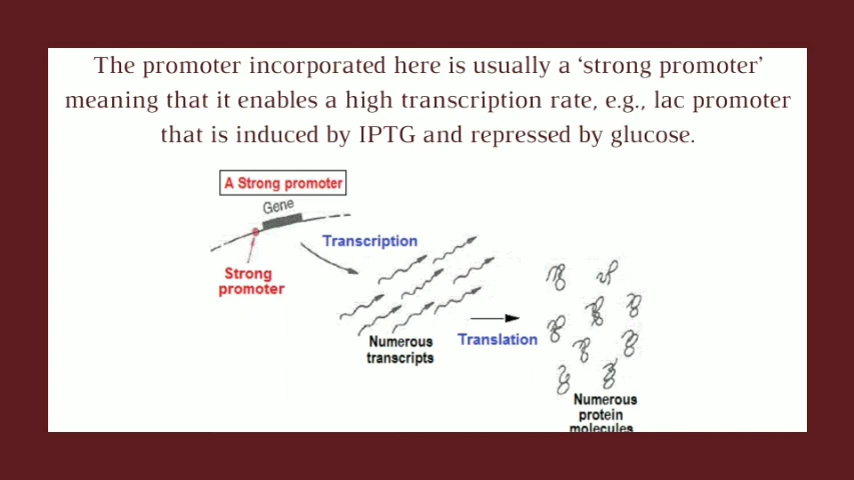 The promoter incorporated here is usually a ‘strong promoter’
meaning that it enables a high transcription rate, e.g., lac promoter
that is induced by IPTG and repressed by glucose.
A Strong promoter
Gene
Transcription
Strong
promoter
Numerous
transcripts
Translation
Numerous
protein
molecules